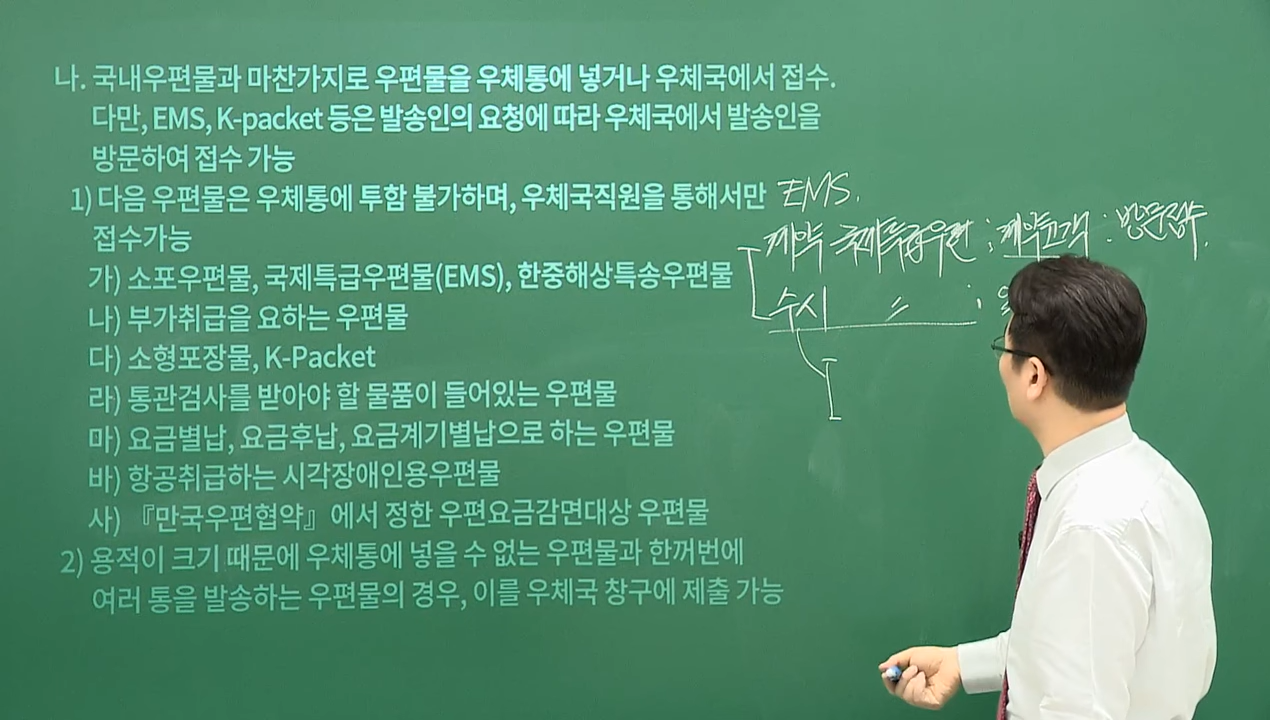 나. 국내우편물과 마찬가지로 우편물을 우체통에 넣거나 우체국에서 접수.
다만, EMS, K-packet 등은 발송인의 요청에 따라 우체국에서 발송인을
방문하여 접수 가능
1) 다음 우편물은 우체통에 투함 불가하며, 우체국직원을 통해서만
접수가능
가) 소포우편물, 국제특급우편물(EMS), 한중해상특송우편물
나) 부가취급을 요하는 우편물
다) 소형포장물, K-Packet
라) 통관검사를 받아야 할 물품이 들어있는 우편물
마) 요금별납, 요금후납, 요금계기별납으로 하는 우편물
바) 항공취급하는 시각장애인용우편물
사) 『만국우편협약』에서 정한 우편요금감면대상 우편물
2) 용적이 크기 때문에 우체통에 넣을 수 없는 우편물과 한꺼번에
여러 통을 발송하는 우편물의 경우, 이를 우체국 창구에 제출 가능
EMS.
계약 국제특급우편 ; 계약고객 : 방문접수.
수시 〃 ;